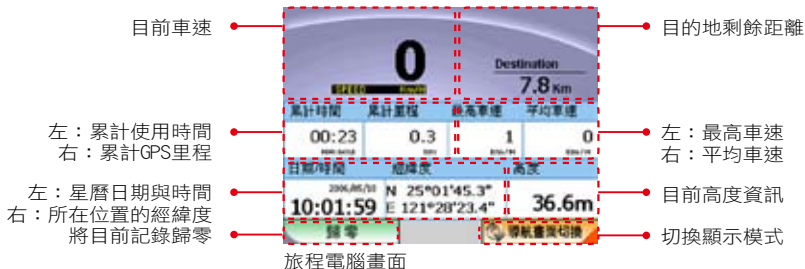 目前車速
目的地剩餘距離
0
SPEED Km/H
Destination
7.8 Km
累計時間 累計里程 最高車速 平均車速
左：累計使用時間
右：累計GPS里程
00:23 0.3 1 0
左：最高車速
右：平均車速
日期/時間 經緯度 高度
左：星曆日期與時間
右：所在位置的經緯度
2006/05/10
10:01:59
N 25°01'45.3"
E 121°28'23.4"
36.6m
目前高度資訊
將目前記錄歸零
歸零
導航畫面切換
切換顯示模式
旅程電腦畫面